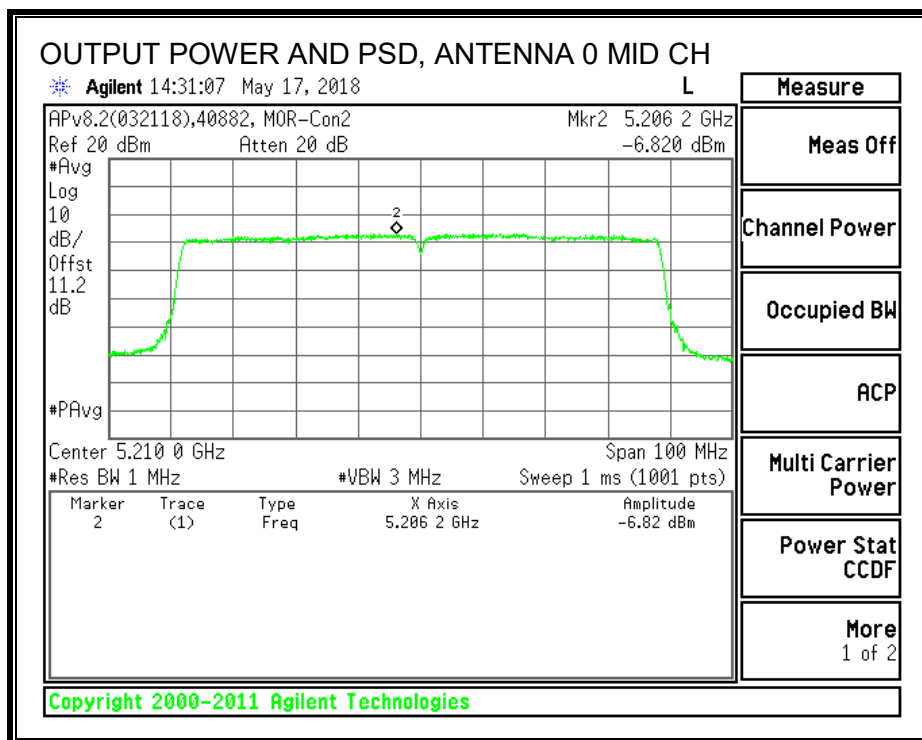 OUTPUT POWER AND PSD, ANTENNA 0 MID CH
Agilent 14:31:07 May 17, 2018 L
Measure
APv8.2(032118),40882, MOR-Con2 Mkr2 5.206 2 GHz
Ref 20 dBm Atten 20 dB -6.820 dBm
#Avg
Log
10
dB/
Offst
11.2
dB
#PAvg
2
Center 5.210 0 GHz Span 100 MHz
#Res BW 1 MHz #VBW 3 MHz Sweep 1 ms (1001 pts)
Marker Trace Type X Axis Amplitude
2 (1) Freq 5.206 2 GHz -6.82 dBm
Meas Off
Channel Power
Occupied BW
ACP
Multi Carrier
Power
Power Stat
CCDF
More
1 of 2
Copyright 2000-2011 Agilent Technologies